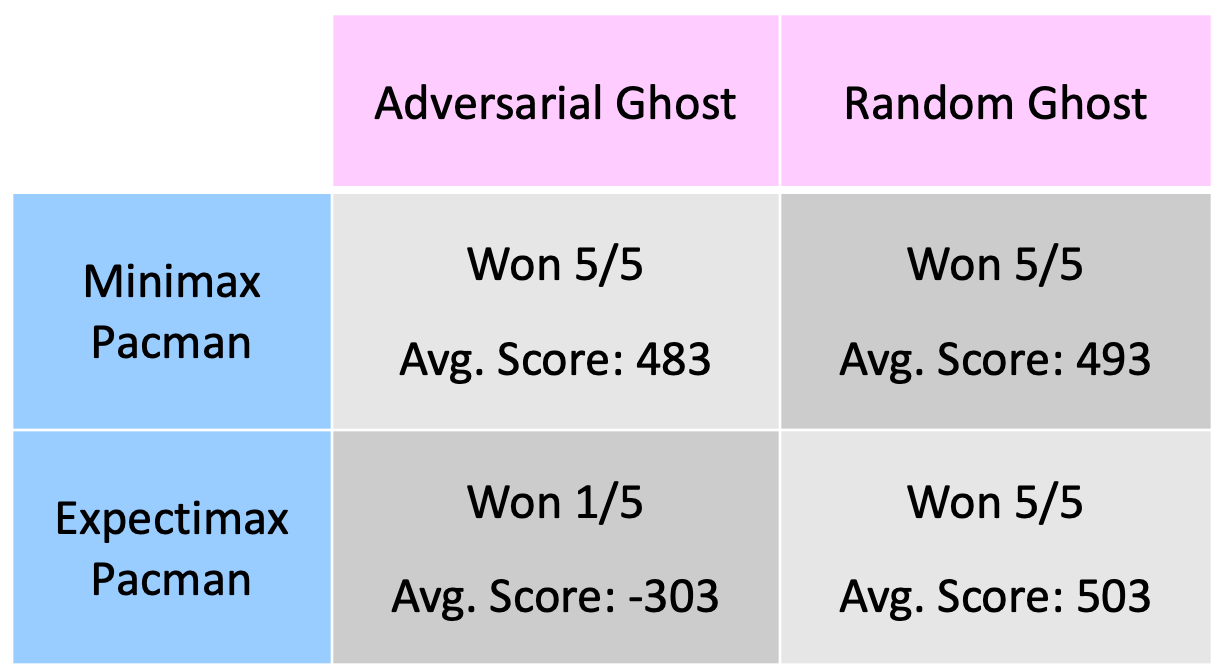 Adversarial Ghost
Random Ghost
Minimax
Pacman
Won 5/5
Avg. Score: 483
Won 5/5
Avg. Score: 493
Expectimax
Pacman
Won 1/5
Avg. Score: -303
Won 5/5
Avg. Score: 503